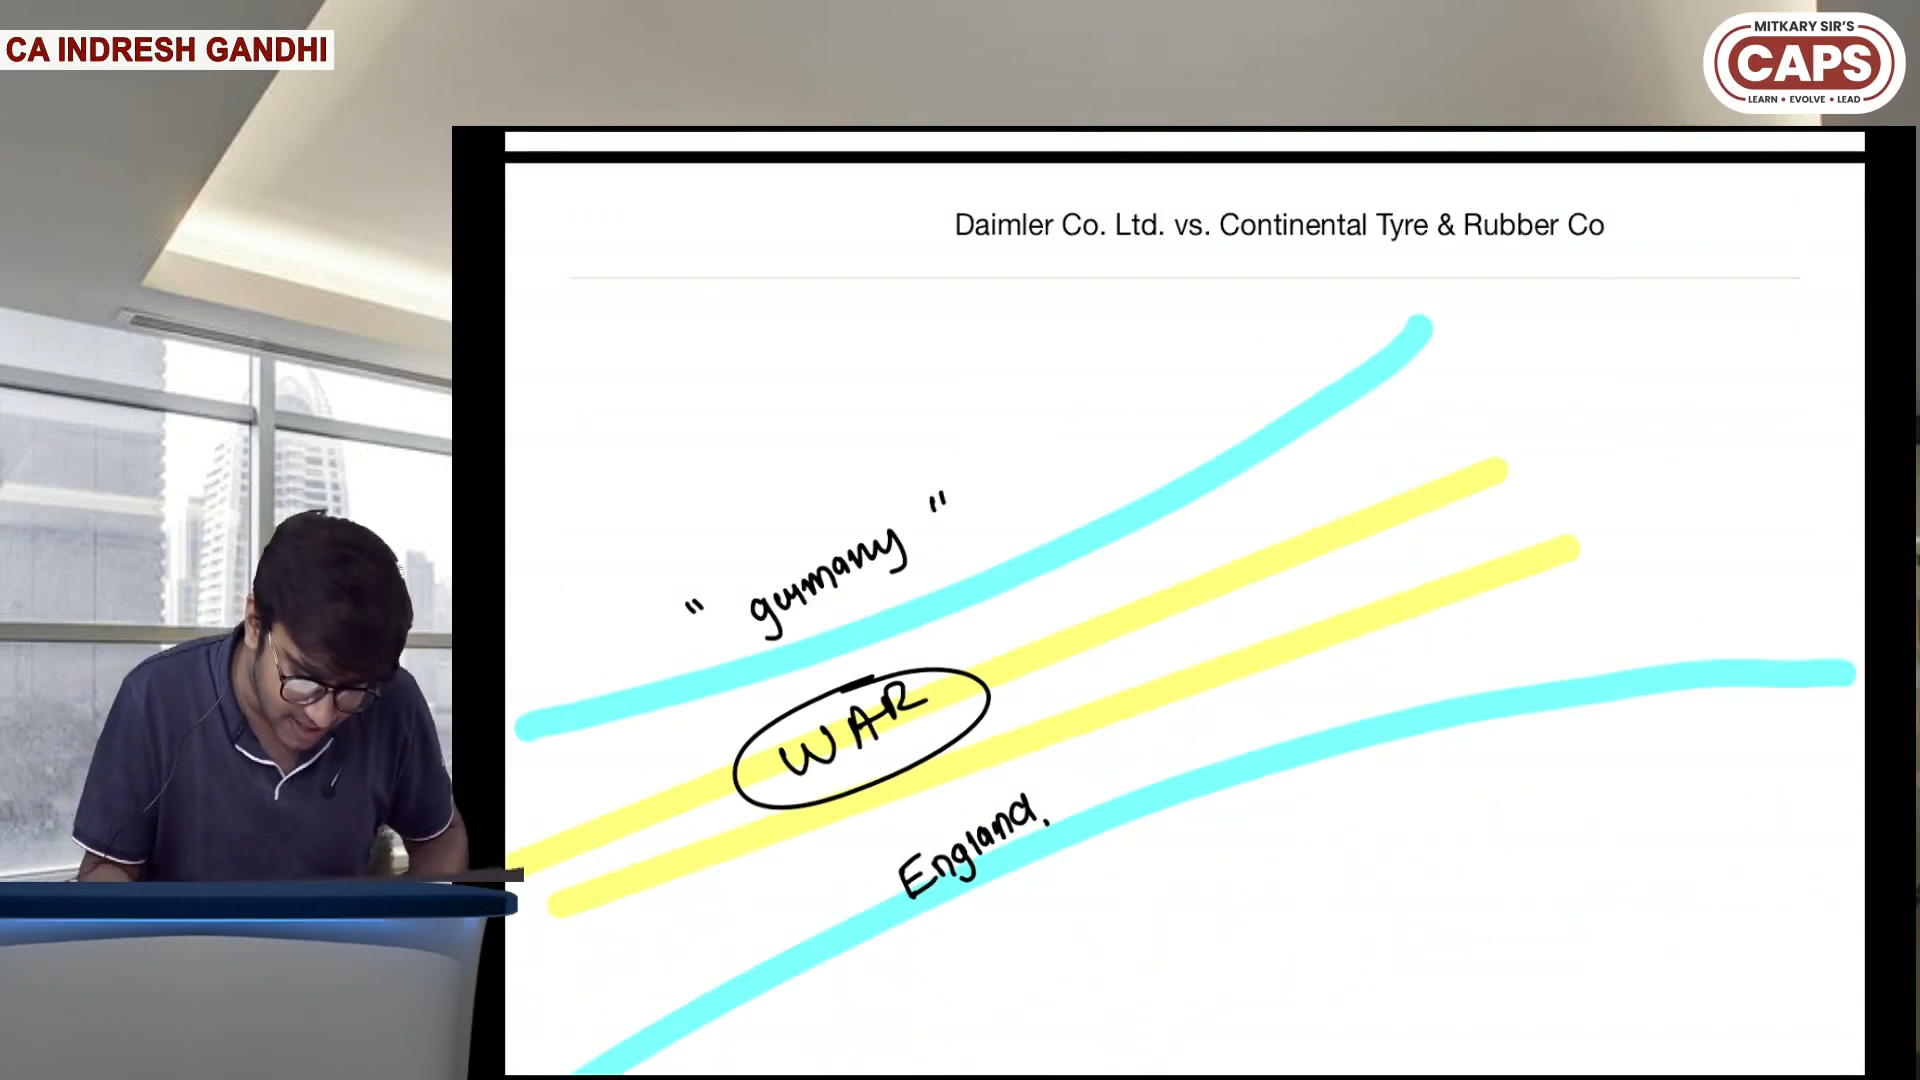 CA INDRESH GANDHI
MITKARY SIR'S
CAPS
LEARN • EVOLVE • LEAD
Daimler Co. Ltd. vs. Continental Tyre & Rubber Co
" germany "
WAR
England.